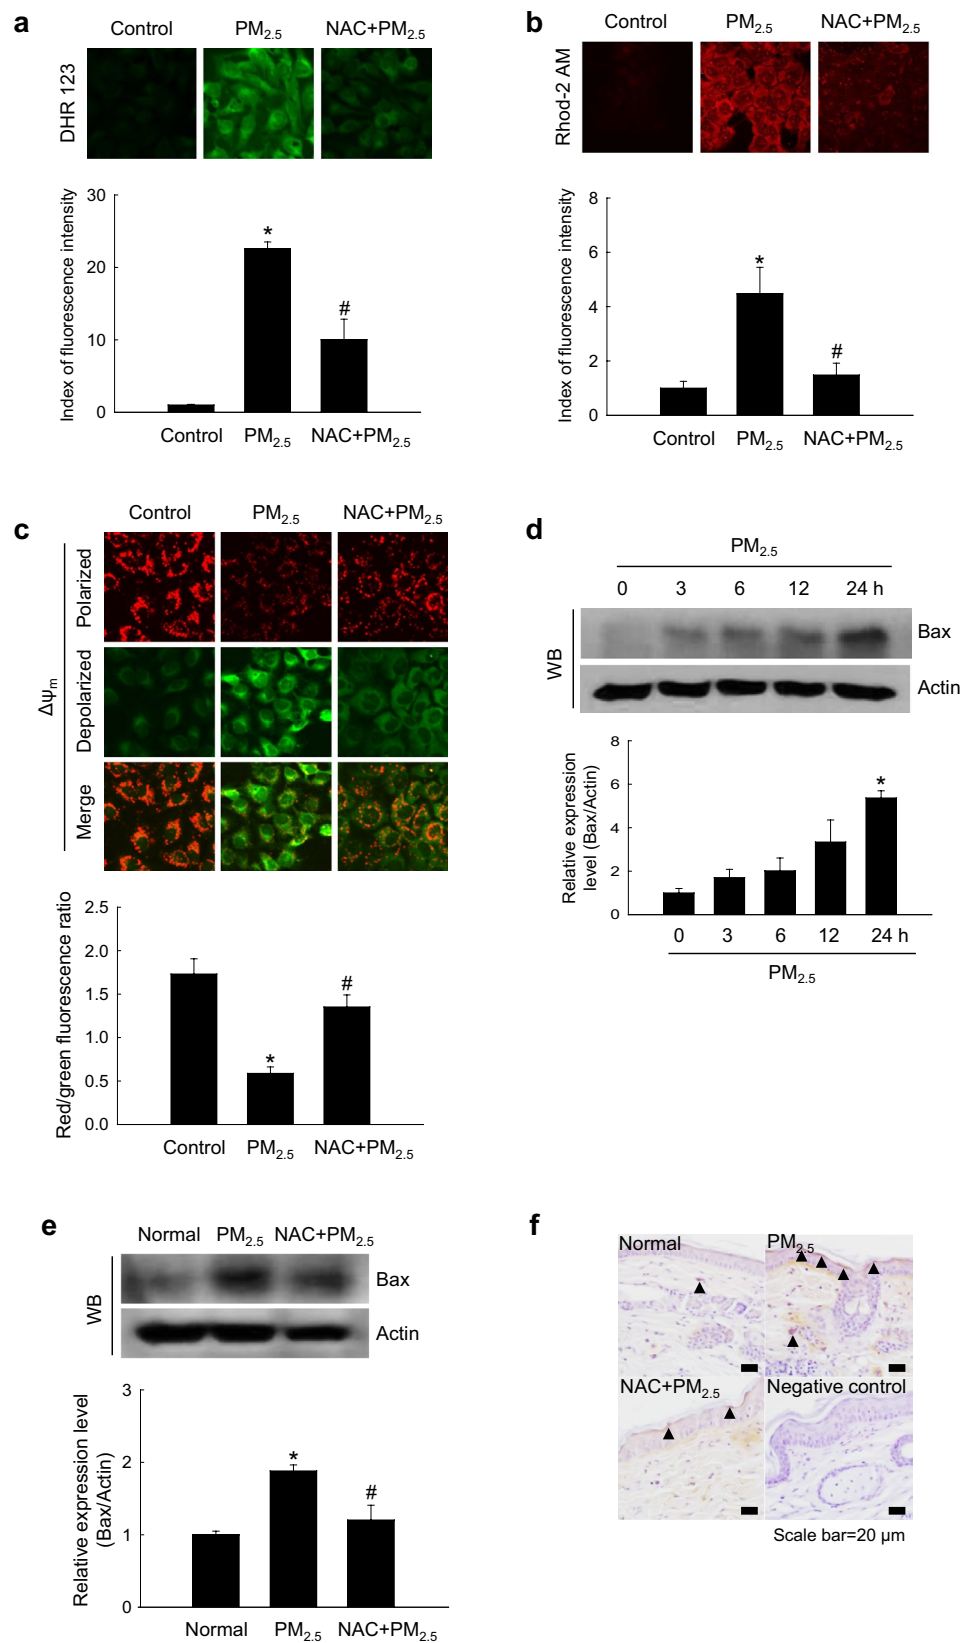 a
Control PM2.5 NAC+PM2.5
DHR 123
Index of fluorescence intensity
30
20
10
0
*
#
Control PM2.5 NAC+PM2.5
b
Control PM2.5 NAC+PM2.5
Rhod-2 AM
Index of fluorescence intensity
8
6
4
2
0
*
#
Control PM2.5 NAC+PM2.5
c
Control PM2.5 NAC+PM2.5
Δψm
Polarized
Depolarized
Merge
Red/green fluorescence ratio
2.5
2.0
1.5
1.0
0.5
0.0
*
#
Control PM2.5 NAC+PM2.5
d
PM2.5
0 3 6 12 24 h
WB
Bax
Actin
Relative expression
level (Bax/Actin)
8
6
4
2
0
*
0 3 6 12 24 h
PM2.5
e
Normal PM2.5 NAC+PM2.5
WB
Bax
Actin
Relative expression level
(Bax/Actin)
3
2
1
0
*
#
Normal PM2.5 NAC+PM2.5
f
Normal PM2.5
NAC+PM2.5 Negative control
Scale bar=20 µm